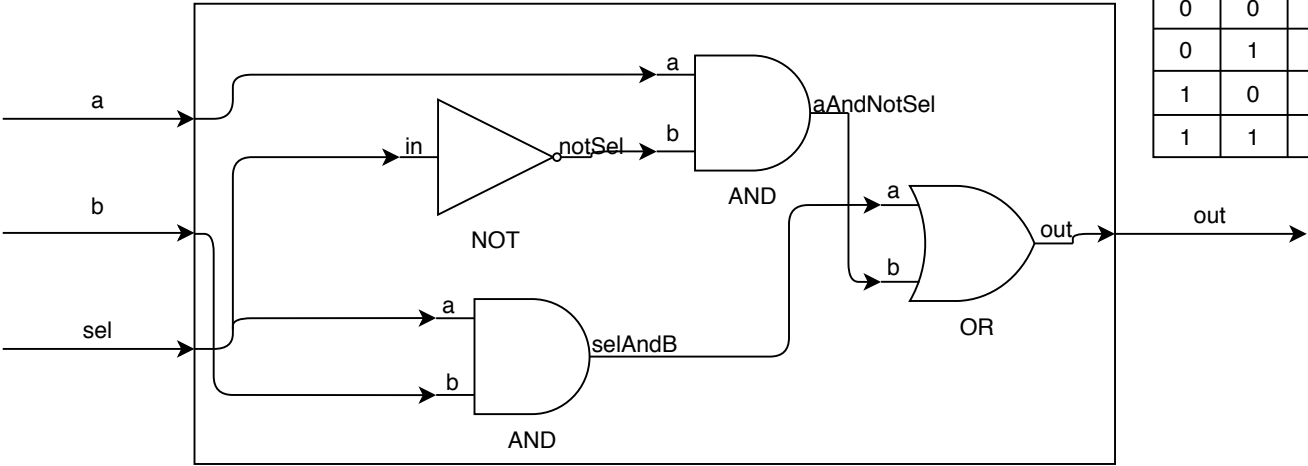 0 0
0 1
1 0
1 1
a
b
sel
a
in
notSel
b
aAndNotSel
AND
NOT
a
b
out
OR
out
a
selAndB
b
AND